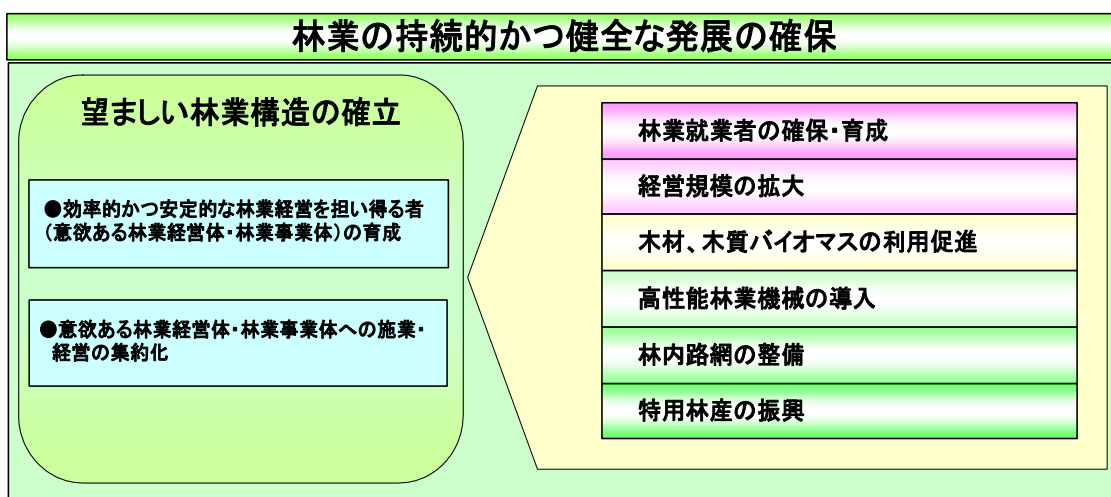 林業の持続的かつ健全な発展の確保
望ましい林業構造の確立
●効率的かつ安定的な林業経営を担い得る者
(意欲ある林業経営体・林業事業体)の育成
●意欲ある林業経営体・林業事業体への施業・
経営の集約化
林業就業者の確保・育成
経営規模の拡大
木材、木質バイオマスの利用促進
高性能林業機械の導入
林内路網の整備
特用林産の振興